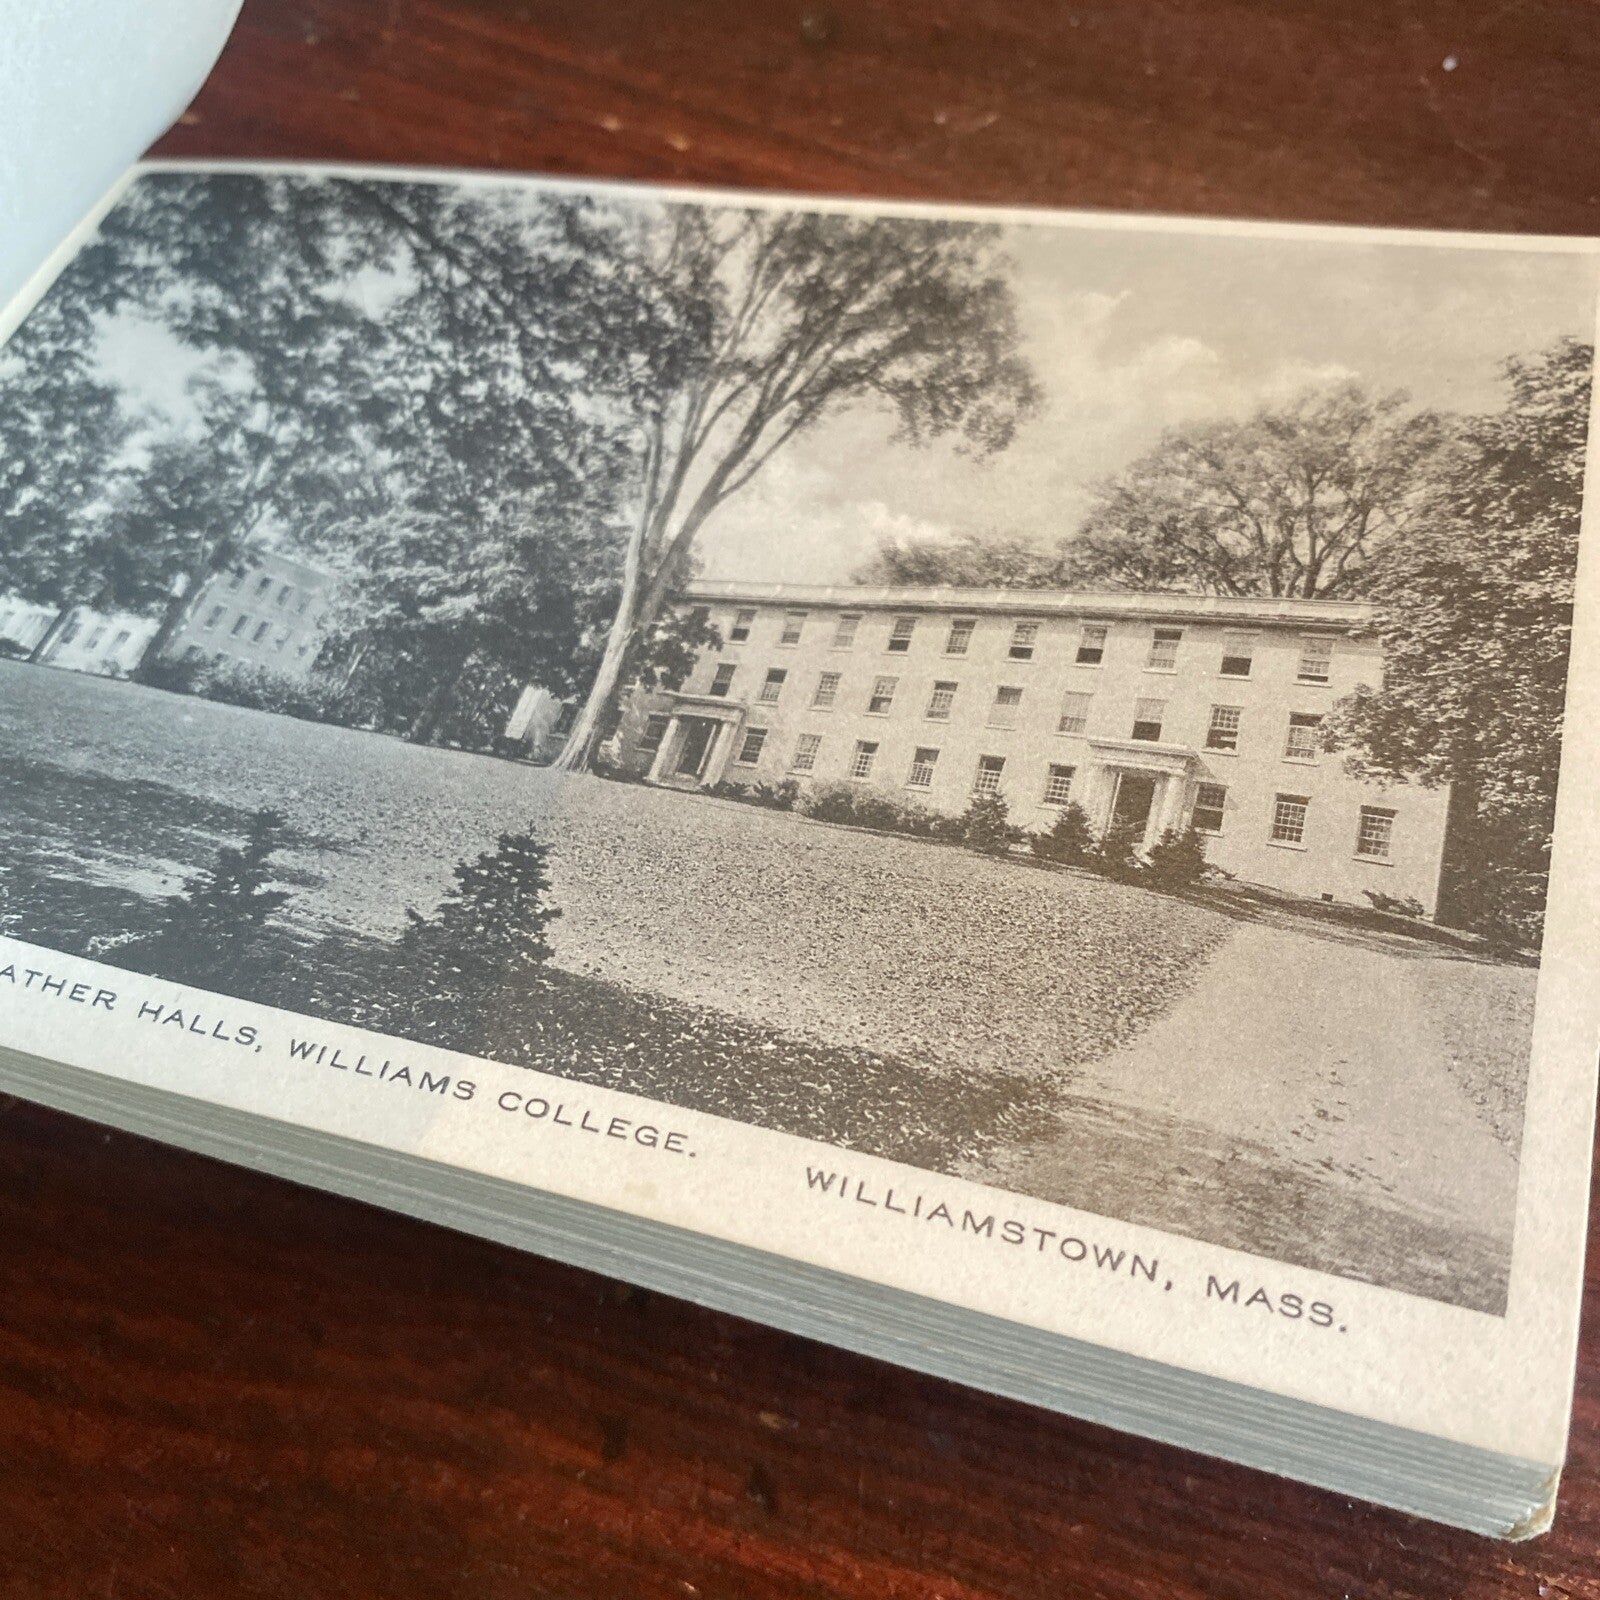 ATHER HALLS, WILLIAMS COLLEGE. WILLIAMSTOWN, MASS.